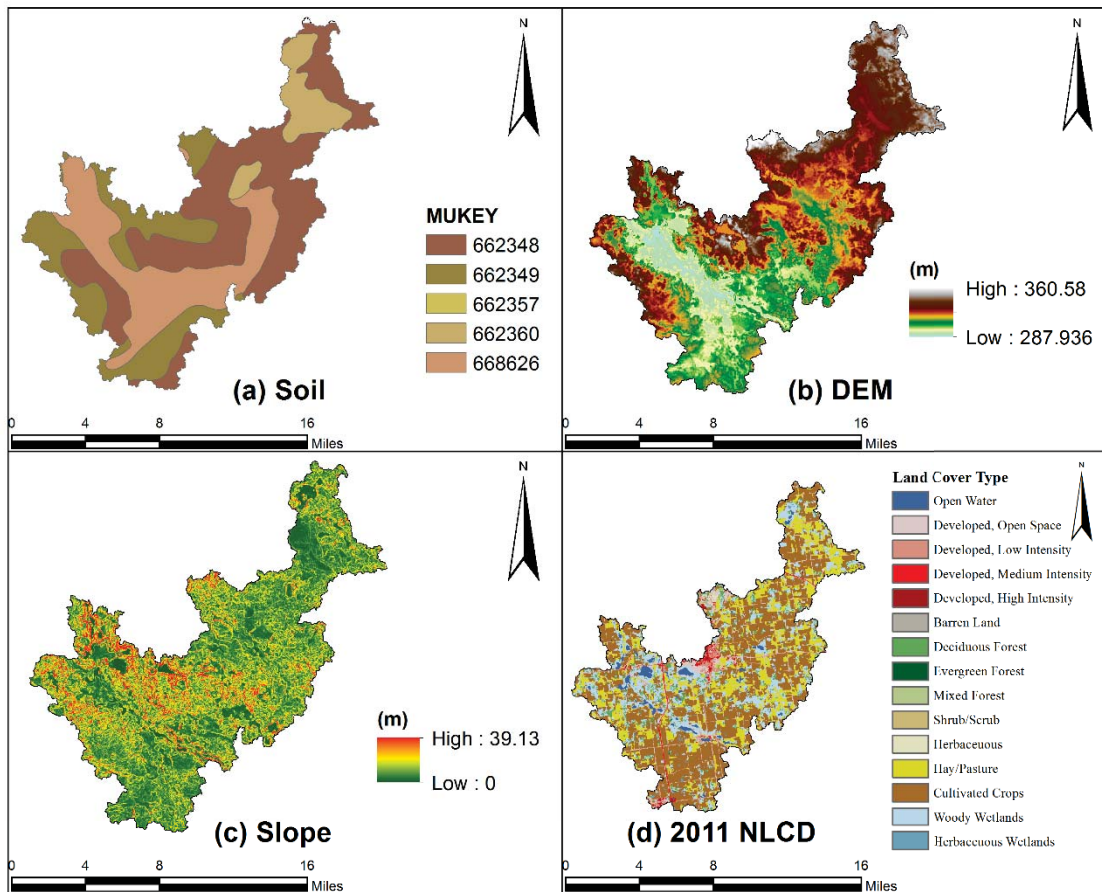 N
MUKEY
662348
662349
662357
662360
668626
(a) Soil
0 4 8 16
Miles
N
(m)
High : 360.58
Low : 287.936
(b) DEM
0 4 8 16
Miles
N
(m)
High : 39.13
Low : 0
(c) Slope
0 4 8 16
Miles
N
Land Cover Type
Open Water
Developed, Open Space
Developed, Low Intensity
Developed, Medium Intensity
Developed, High Intensity
Barren Land
Deciduous Forest
Evergreen Forest
Mixed Forest
Shrub/Scrub
Herbaceuous
Hay/Pasture
Cultivated Crops
Woody Wetlands
Herbaceuous Wetlands
(d) 2011 NLCD
0 4 8 16
Miles